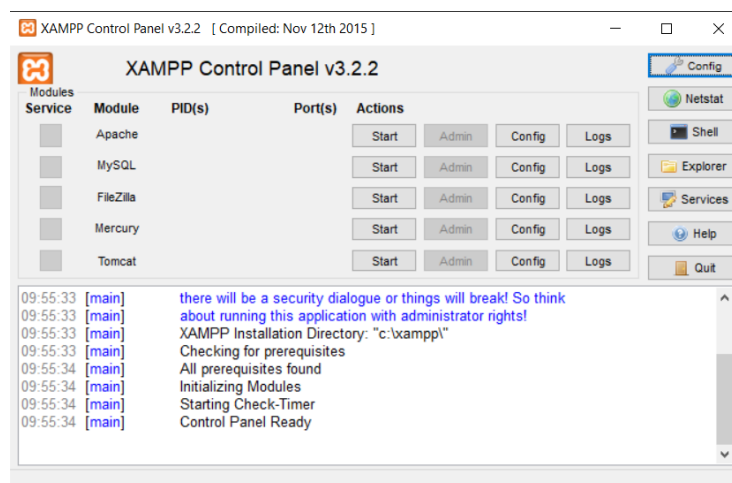 XAMPP Control Panel v3.2.2 [ Compiled: Nov 12th 2015 ]
XAMPP Control Panel v3.2.2
Config
Modules
Service Module PID(s) Port(s) Actions
Netstat
Apache Start Admin Config Logs
Shell
MySQL Start Admin Config Logs
Explorer
FileZilla Start Admin Config Logs
Services
Mercury Start Admin Config Logs
Help
Tomcat Start Admin Config Logs
Quit
09:55:33 [main] there will be a security dialogue or things will break! So think
09:55:33 [main] about running this application with administrator rights!
09:55:33 [main] XAMPP Installation Directory: "c:\xampp\"
09:55:33 [main] Checking for prerequisites
09:55:34 [main] All prerequisites found
09:55:34 [main] Initializing Modules
09:55:34 [main] Starting Check-Timer
09:55:34 [main] Control Panel Ready